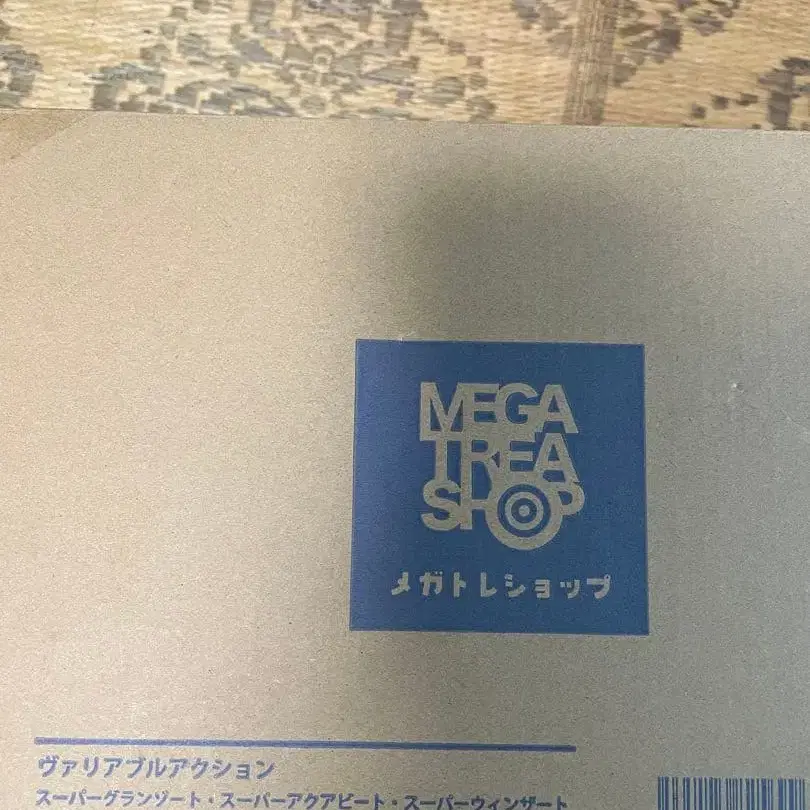 MEGA
TREA
SHOP
メガトレショップ
ヴァリアブルアクション
スーパーグランゾート・スーパーアクアビート・スーパーウィンザート